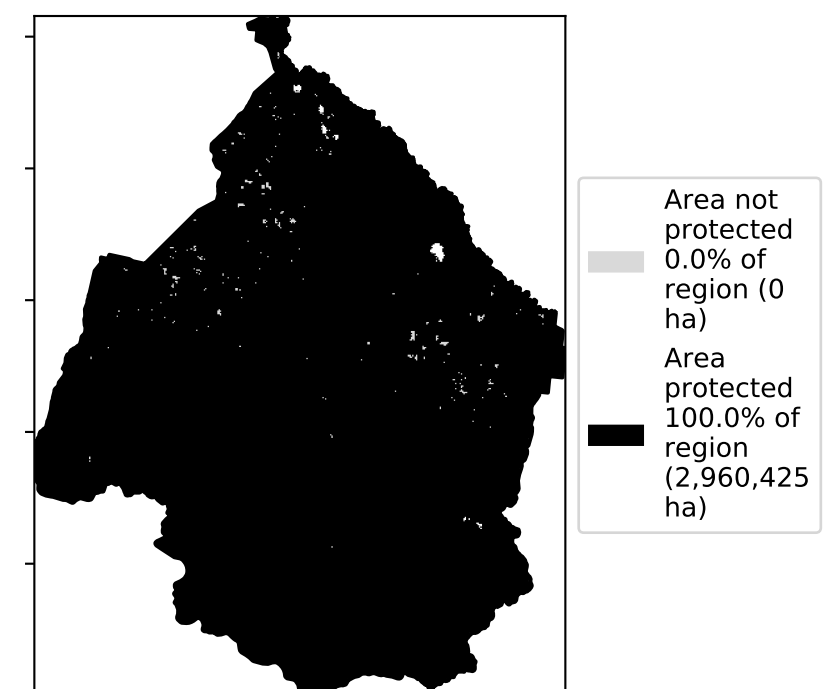 Area not
protected
0.0% of
region (0
ha)
Area
protected
100.0% of
region
(2,960,425
ha)